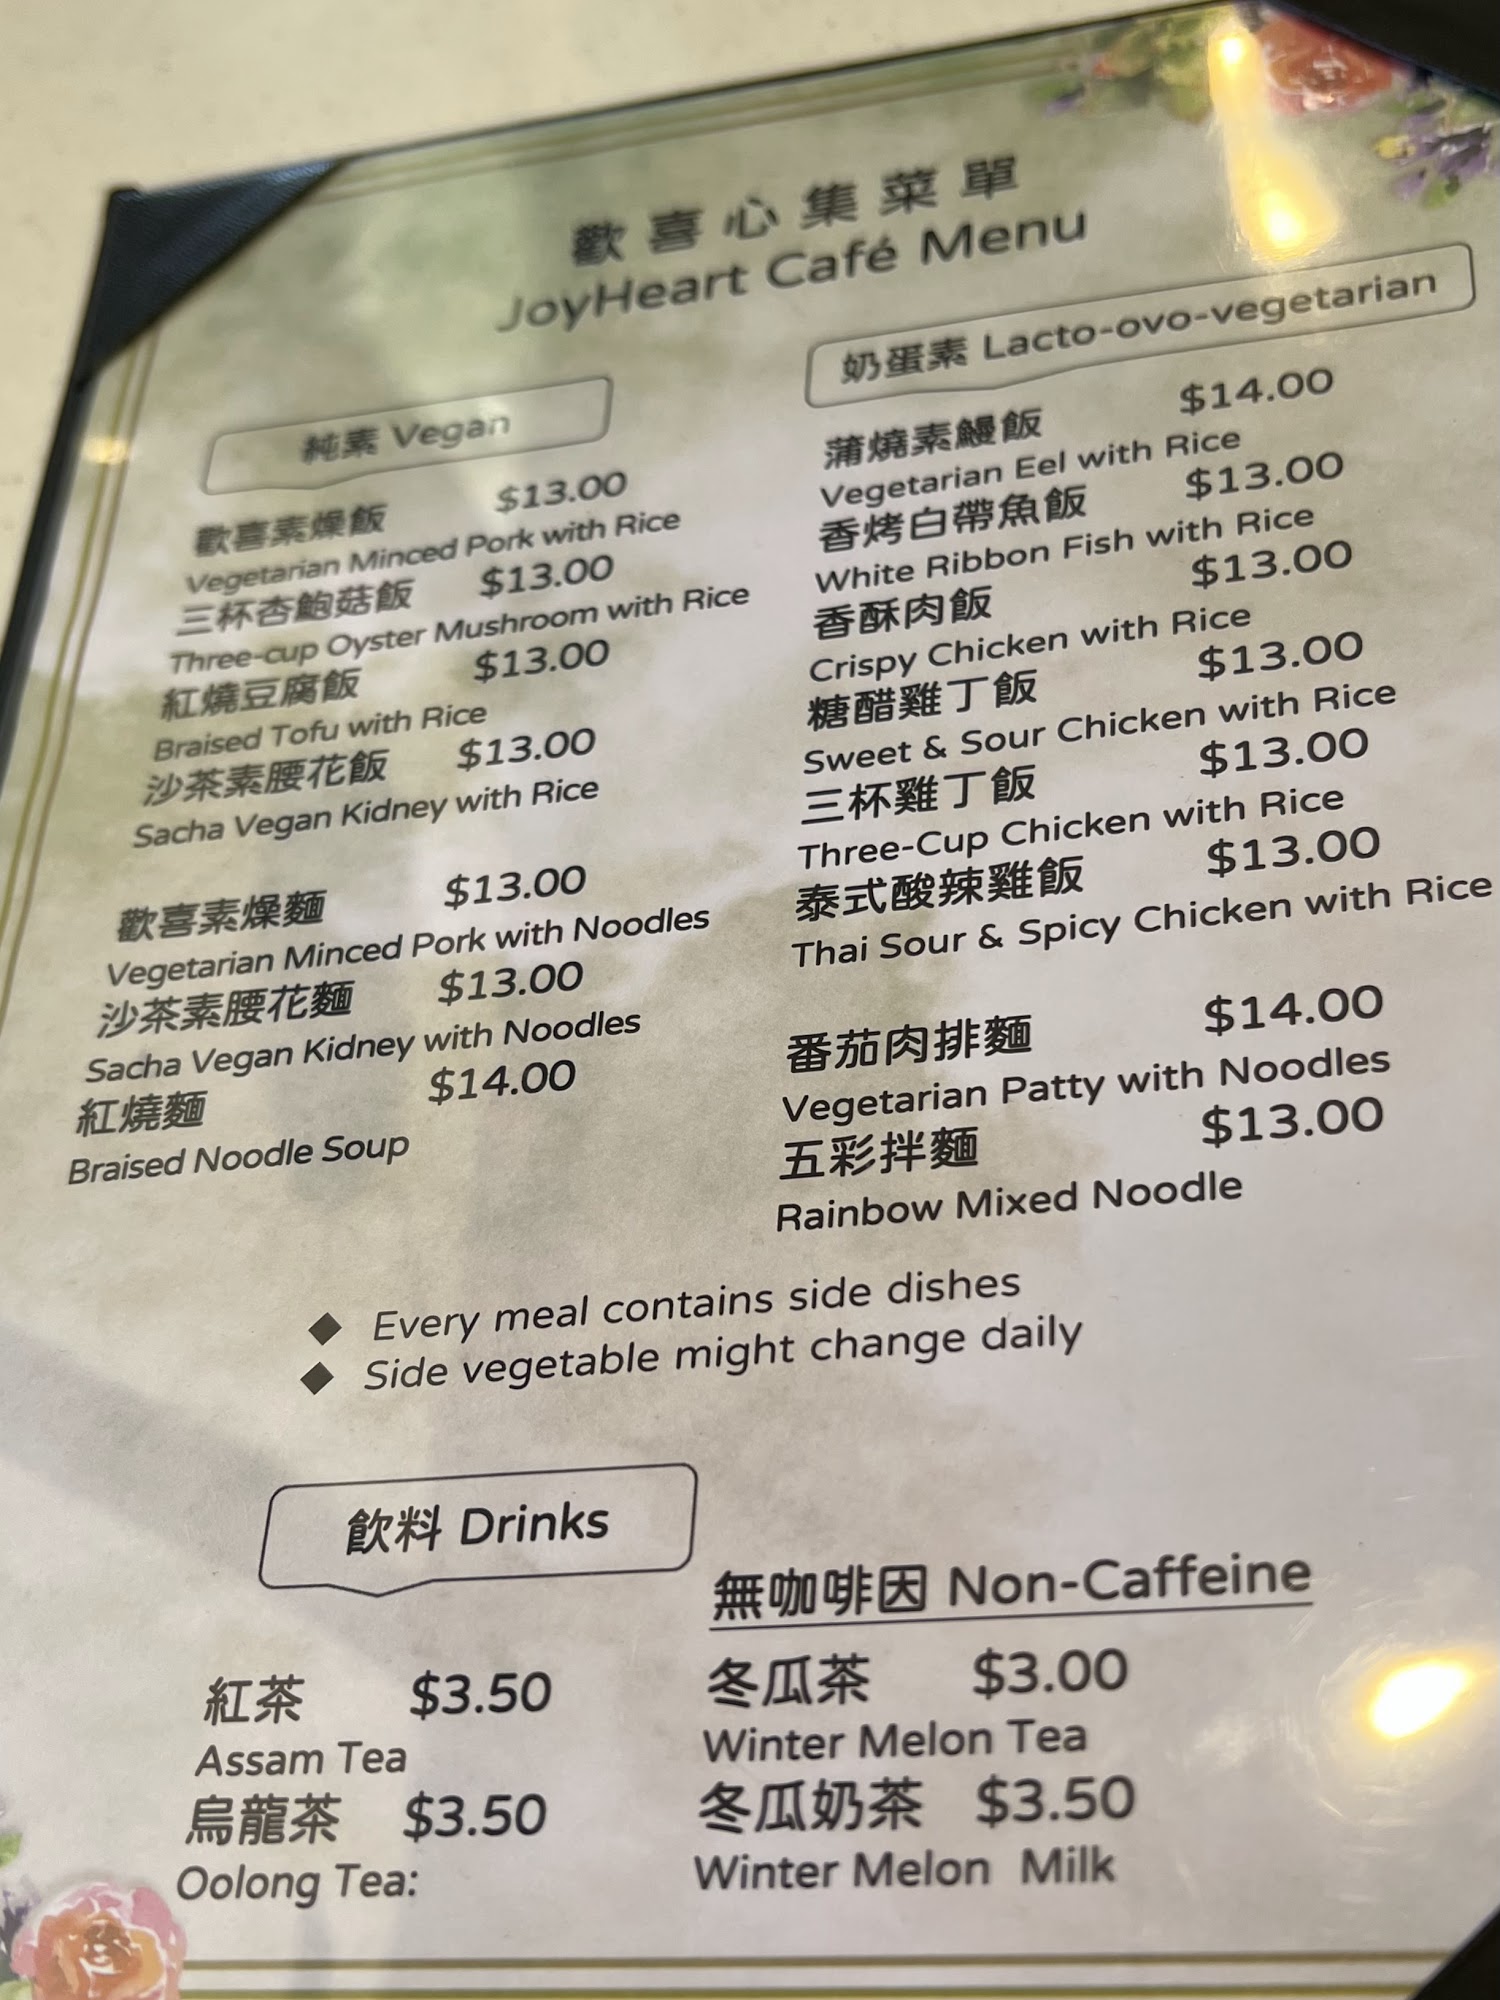 歡喜心集菜單
JoyHeart Café Menu
純素 Vegan
歡喜素燥飯 $13.00
Vegetarian Minced Pork with Rice
三杯杏鮑菇飯 $13.00
Three-cup Oyster Mushroom with Rice
紅燒豆腐飯 $13.00
Braised Tofu with Rice
沙茶素腰花飯 $13.00
Sacha Vegan Kidney with Rice
歡喜素燥麵 $13.00
Vegetarian Minced Pork with Noodles
沙茶素腰花麵 $13.00
Sacha Vegan Kidney with Noodles
紅燒麵 $14.00
Braised Noodle Soup
奶蛋素 Lacto-ovo-vegetarian
蒲燒素鰻飯 $14.00
Vegetarian Eel with Rice
香烤白帶魚飯 $13.00
White Ribbon Fish with Rice
香酥肉飯 $13.00
Crispy Chicken with Rice
糖醋雞丁飯 $13.00
Sweet & Sour Chicken with Rice
三杯雞丁飯 $13.00
Three-Cup Chicken with Rice
泰式酸辣雞飯 $13.00
Thai Sour & Spicy Chicken with Rice
番茄肉排麵 $14.00
Vegetarian Patty with Noodles
五彩拌麵 $13.00
Rainbow Mixed Noodle
◆ Every meal contains side dishes
◆ Side vegetable might change daily
飲料 Drinks
紅茶 $3.50
Assam Tea
烏龍茶 $3.50
Oolong Tea:
無咖啡因 Non-Caffeine
冬瓜茶 $3.00
Winter Melon Tea
冬瓜奶茶 $3.50
Winter Melon Milk